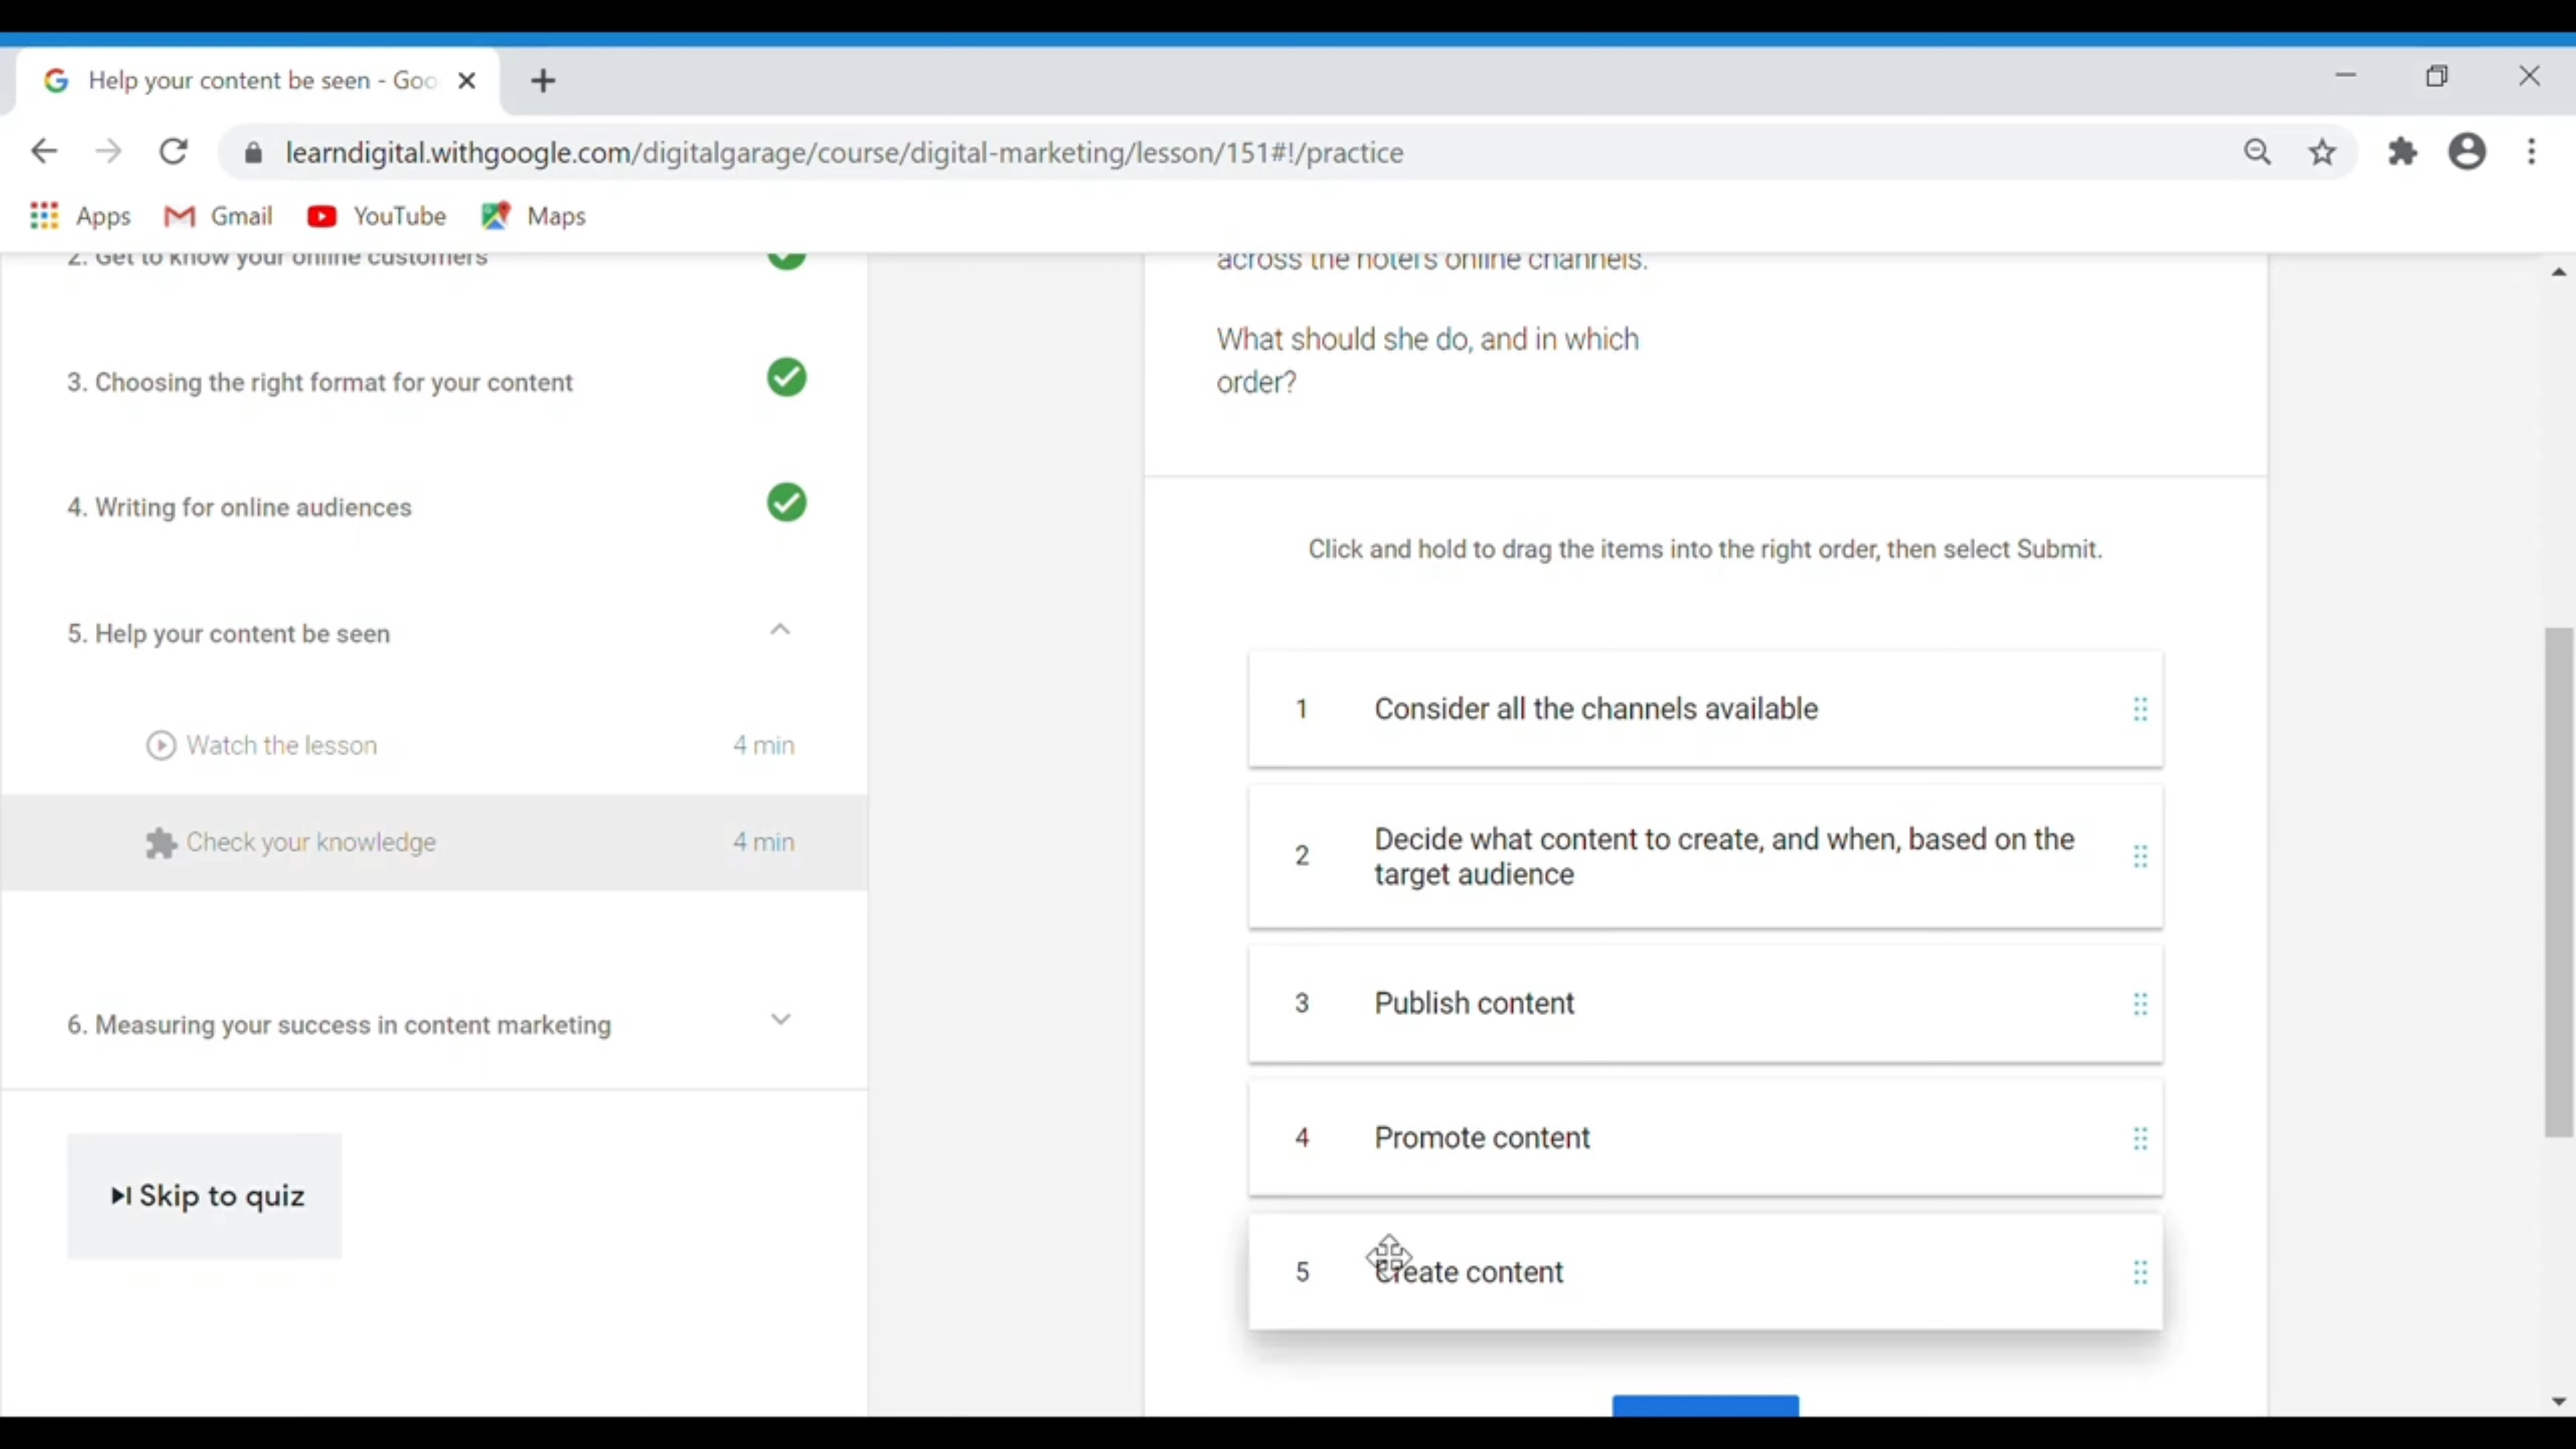 Help your content be seen - Goo
learndigital.withgoogle.com/digitalgarage/course/digital-marketing/lesson/151#!/practice
Apps
Gmail
YouTube
Maps
2. Get to know your online customers
3. Choosing the right format for your content
4. Writing for online audiences
5. Help your content be seen
Watch the lesson
4 min
Check your knowledge
4 min
6. Measuring your success in content marketing
Skip to quiz
across the hotel's online channels.
What should she do, and in which
order?
Click and hold to drag the items into the right order, then select Submit.
1 Consider all the channels available
2 Decide what content to create, and when, based on the
target audience
3 Publish content
4 Promote content
5 Create content